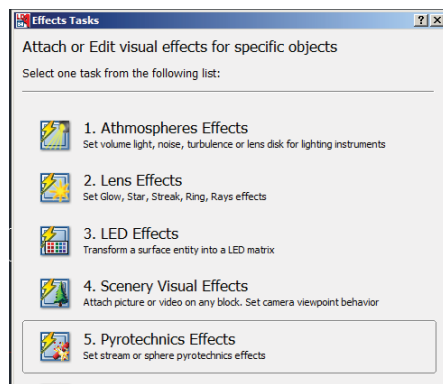 Effects Tasks
Attach or Edit visual effects for specific objects
Select one task from the following list:
1. Athmospheres Effects
Set volume light, noise, turbulence or lens disk for lighting instruments
2. Lens Effects
Set Glow, Star, Streak, Ring, Rays effects
3. LED Effects
Transform a surface entity into a LED matrix
4. Scenery Visual Effects
Attach picture or video on any block. Set camera viewpoint behavior
5. Pyrotechnics Effects
Set stream or sphere pyrotechnics effects